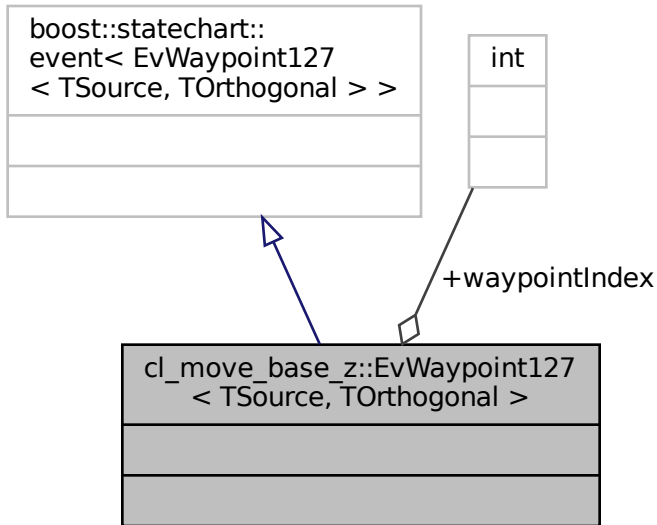 boost::statechart::
event< EvWaypoint127
< TSource, TOrthogonal > >
int
+waypointIndex
cl_move_base_z::EvWaypoint127
< TSource, TOrthogonal >